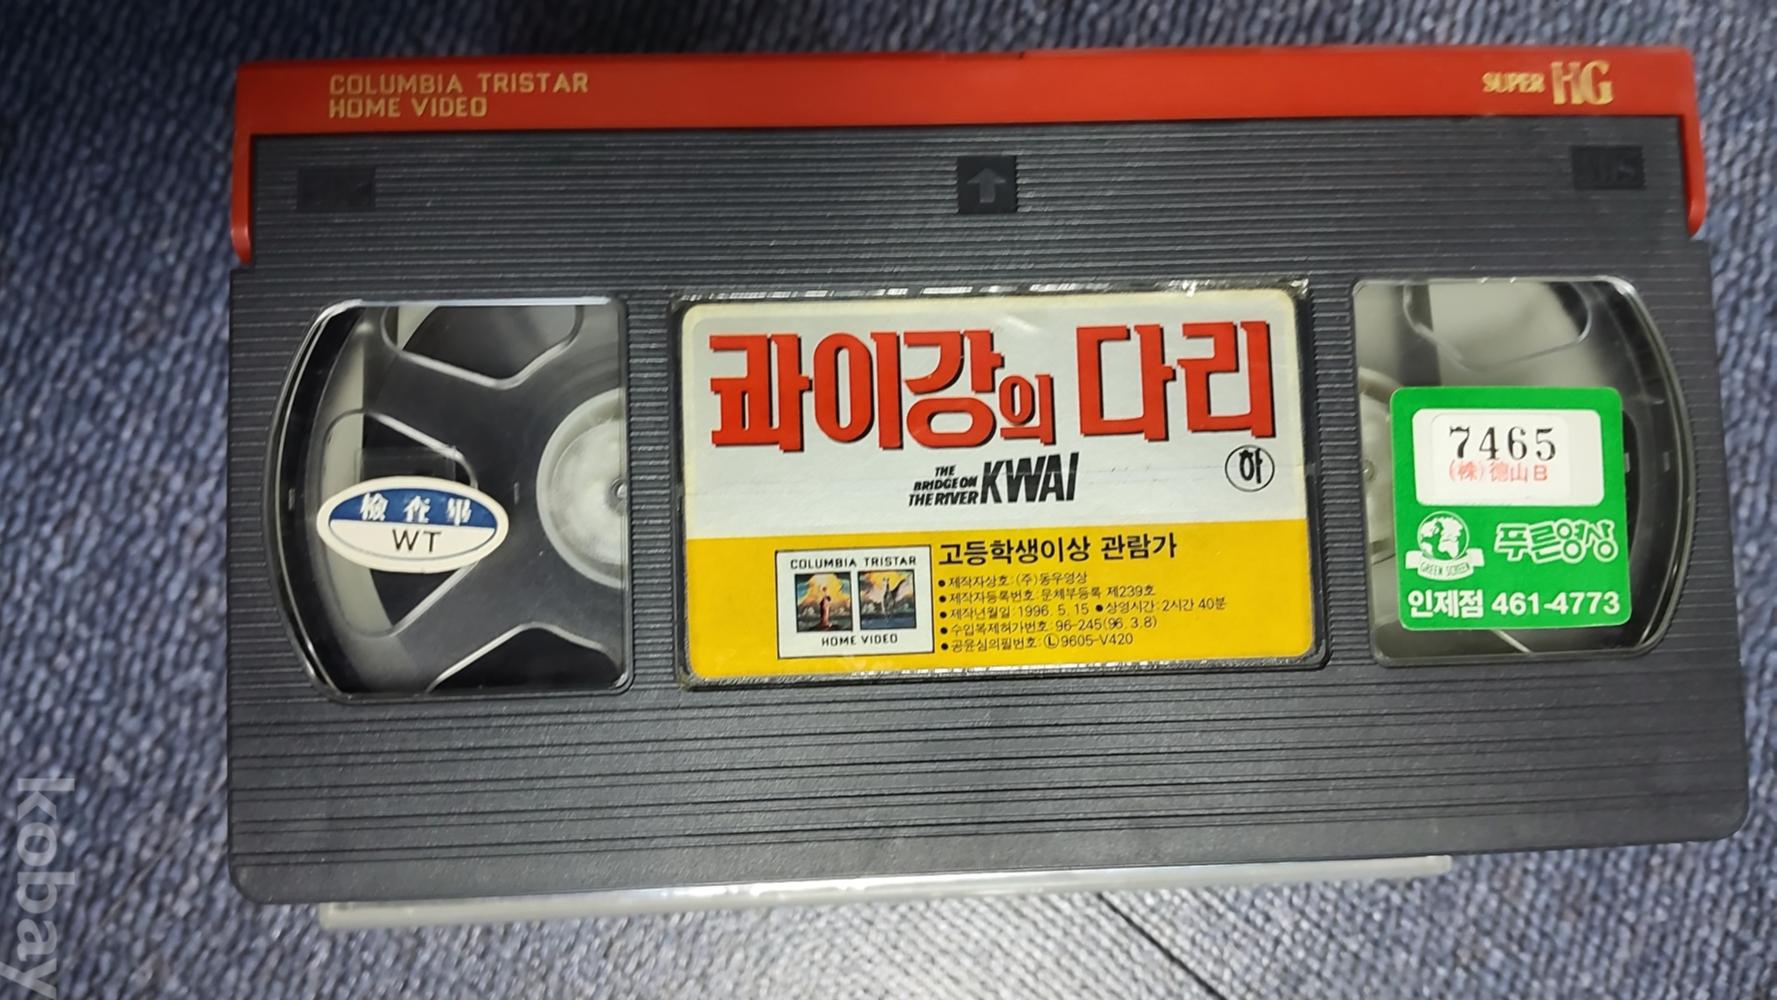 COLUMBIA TRISTAR
HOME VIDEO
SUPER HG
VHS
콰이강의 다리
THE
BRIDGE ON
THE RIVER KWAI
하
COLUMBIA TRISTAR
HOME VIDEO
고등학생이상 관람가
● 제작자상호: (주)동우영상
● 제작자등록번호: 문체부등록 제239호
● 제작년월일: 1996. 5. 15 ● 상영시간: 2시간 40분
● 수입복제허가번호: 96-245(96. 3. 8)
● 공윤심의필번호: Ⓛ9605-V420
檢査畢
WT
7465
(株)德山B
GREEN SCREEN
푸른영상
인제점 461-4773
kobay